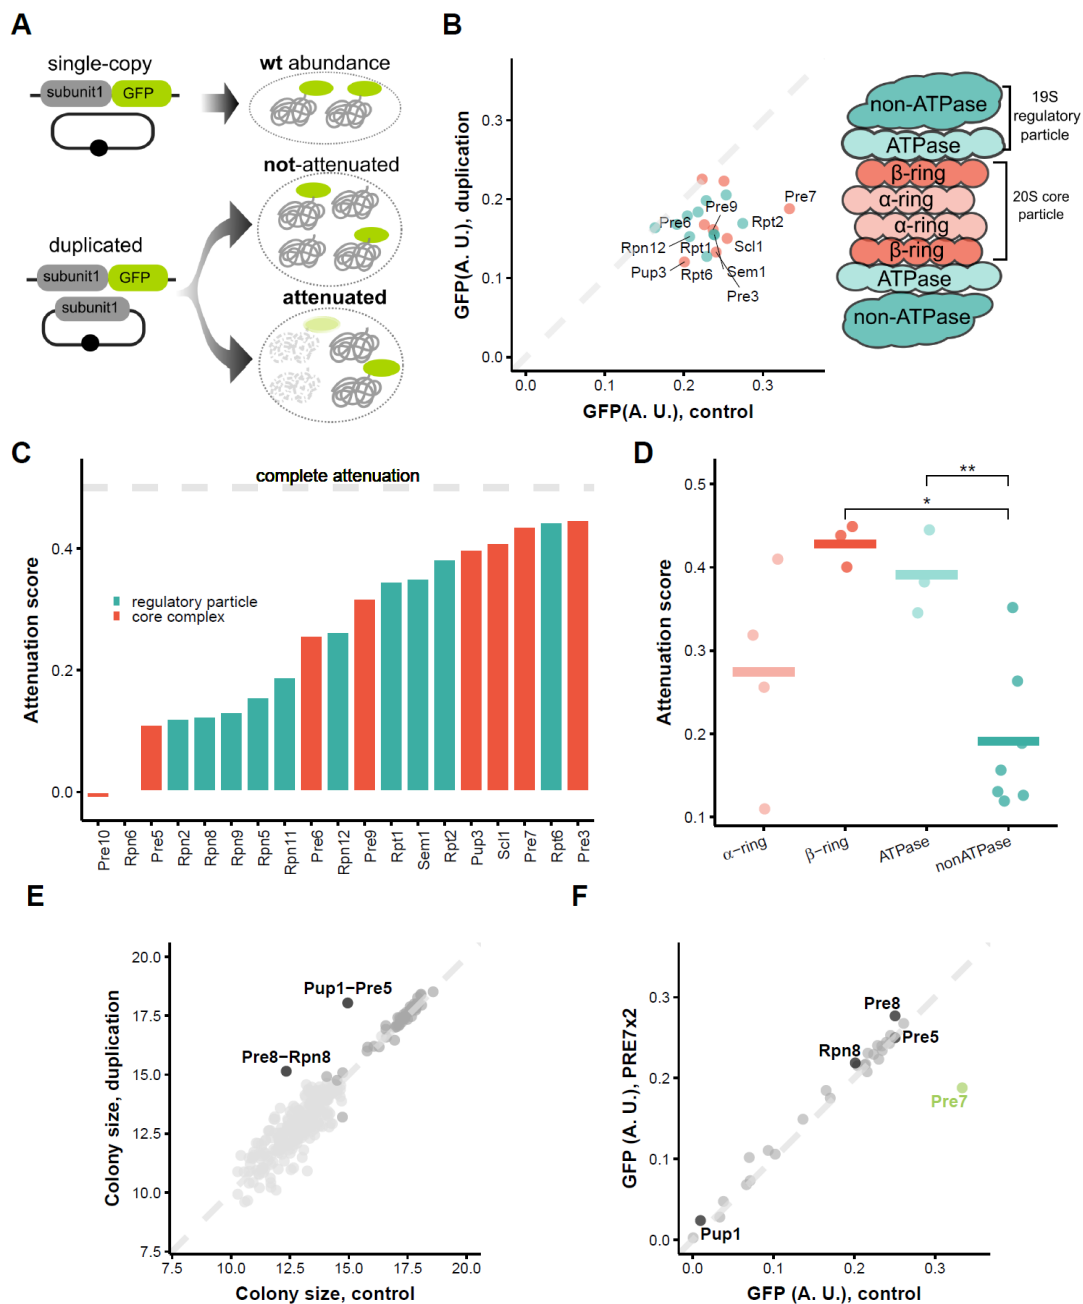 A
single-copy
subunit1
GFP
wt abundance
not-attenuated
duplicated
subunit1
GFP
subunit1
attenuated
B
GFP(A. U.), duplication
0.3
0.2
0.1
0.0
Pre7
Pre9
Pre6
Rpt2
Rpn12
Rpt1
Scl1
Pup3
Rpt6
Sem1
Pre3
0.0
0.1
0.2
0.3
GFP(A. U.), control
non-ATPase
ATPase
β-ring
α-ring
α-ring
β-ring
ATPase
non-ATPase
19S
regulatory
particle
20S core
particle
C
complete attenuation
Attenuation score
0.4
0.2
0.0
regulatory particle
core complex
Pre10
Rpn6
Pre5
Rpn2
Rpn8
Rpn9
Rpn5
Rpn11
Pre6
Rpn12
Pre9
Rpt1
Sem1
Rpt2
Pup3
Scl1
Pre7
Rpt6
Pre3
D
Attenuation score
0.5
0.4
0.3
0.2
0.1
**
*
α−ring
β−ring
ATPase
nonATPase
E
Colony size, duplication
20.0
17.5
15.0
12.5
10.0
7.5
Pup1−Pre5
Pre8−Rpn8
7.5
10.0
12.5
15.0
17.5
20.0
Colony size, control
F
GFP (A. U.), PRE7x2
0.3
0.2
0.1
0.0
Pre8
Pre5
Rpn8
Pre7
Pup1
0.0
0.1
0.2
0.3
GFP (A. U.), control